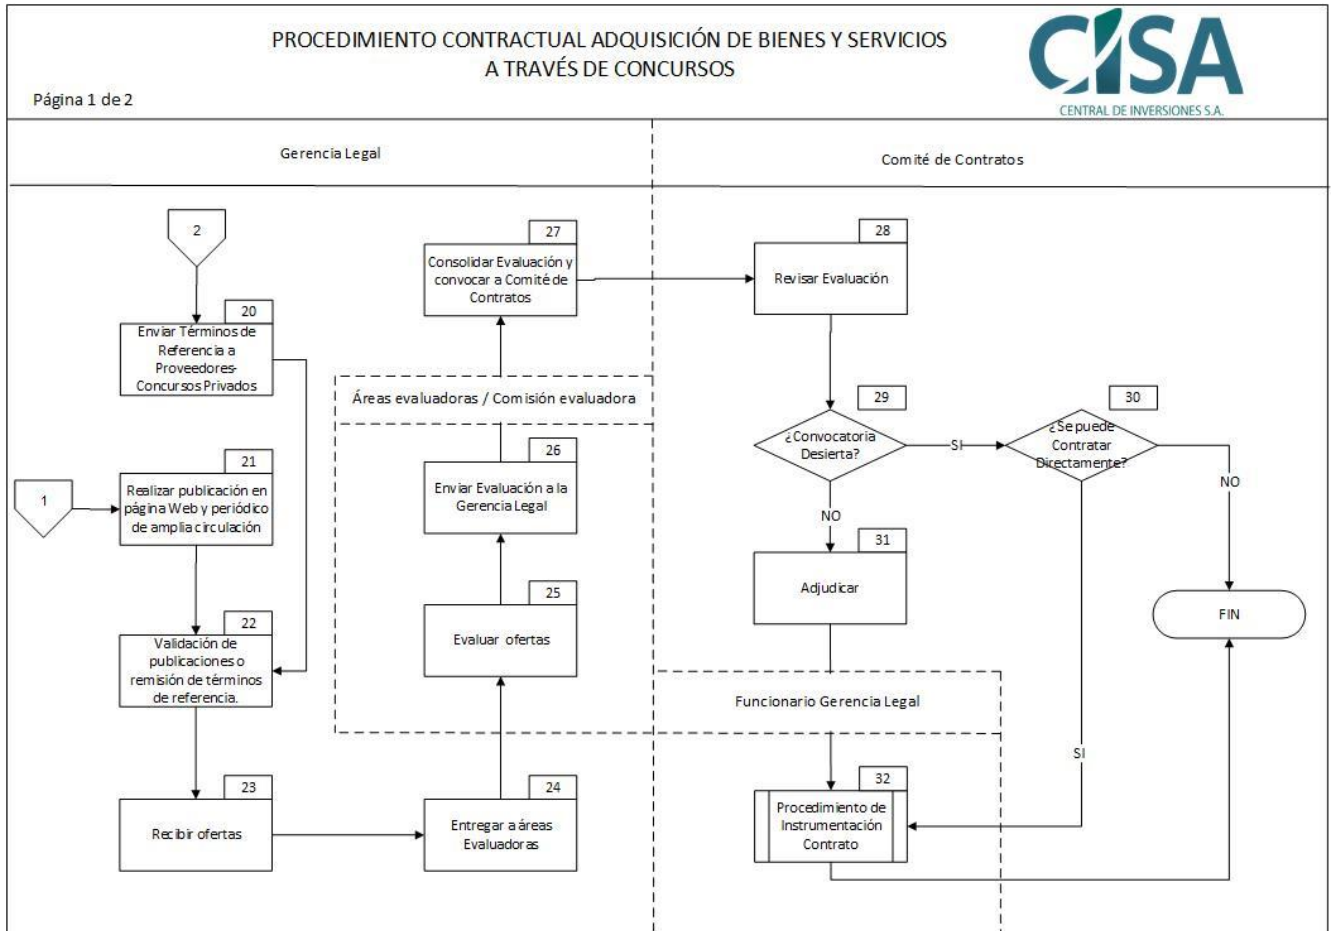 PROCEDIMIENTO CONTRACTUAL ADQUISICIÓN DE BIENES Y SERVICIOS
A TRAVÉS DE CONCURSOS
CISA
CENTRAL DE INVERSIONES S.A.
Página 1 de 2
Gerencia Legal
Comité de Contratos
2
20
Enviar Términos de
Referencia a
Proveedores-
Concursos Privados
1
21
Realizar publicación en
página Web y periódico
de amplia circulación
22
Validación de
publicaciones o
remisión de términos
de referencia.
23
Recibir ofertas
24
Entregar a áreas
Evaluadoras
25
Evaluar ofertas
26
Enviar Evaluación a la
Gerencia Legal
Áreas evaluadoras / Comisión evaluadora
27
Consolidar Evaluación y
convocar a Comité de
Contratos
28
Revisar Evaluación
29
¿Convocatoria
Desierta?
SI
NO
30
¿Se puede
Contratar
Directamente?
NO
SI
31
Adjudicar
Funcionario Gerencia Legal
32
Procedimiento de
Instrumentación
Contrato
FIN